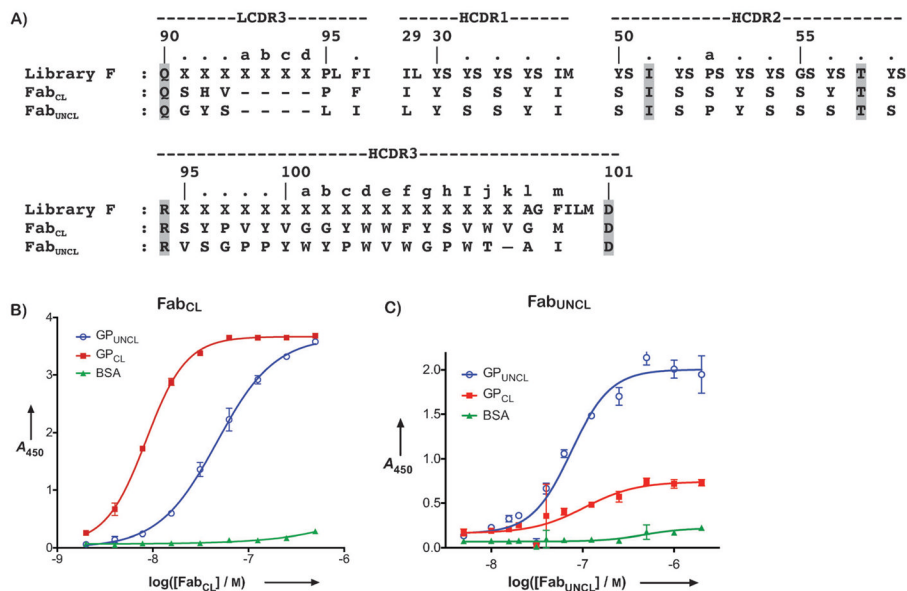 A)
------------LCDR3------------ -------HCDR1------- ----------------HCDR2----------------
90 95 29 30 50 55
. . . a b c d . . . . . . . a . . . . .
Library F : Q X X X X X X X PL FI IL YS YS YS YS IM YS I YS PS YS YS GS YS T YS
FabCL : Q S H V - - - - P F I Y S S Y I S I S S Y S S Y T S
FabUNCL : Q G Y S - - - - L I L Y S S Y I S I S P Y S S S T S
------------------------HCDR3------------------------
95 100 101
. . . . a b c d e f g h I j k l m
Library F : R X X X X X X X X X X X X X X X X X AG FILM D
FabCL : R S Y P V Y V G G Y W W F Y S V W V G M D
FabUNCL : R V S G P P Y W Y P W V W G P W T – A I D
B)
FabCL
GPUNCL
GPCL
BSA
4
3
2
1
0
A450
-9 -8 -7 -6
log([FabCL] / M)
C)
FabUNCL
GPUNCL
GPCL
BSA
2.0
1.5
1.0
0.5
0.0
A450
-8 -7 -6
log([FabUNCL] / M)